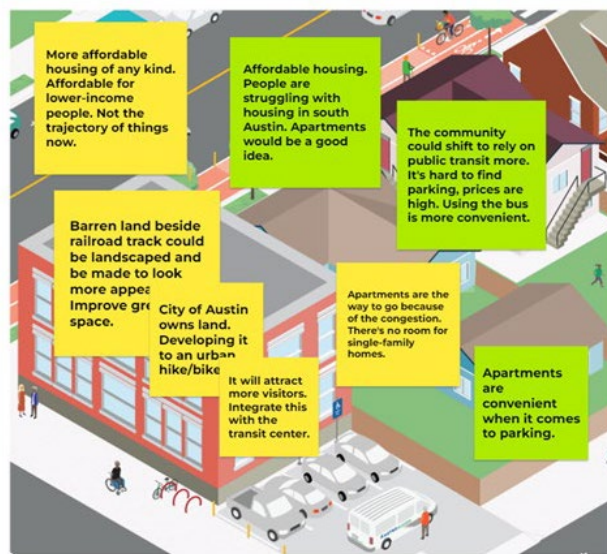 More affordable
housing of any kind.
Affordable for
lower-income
people. Not the
trajectory of things
now.
Affordable housing.
People are
struggling with
housing in south
Austin. Apartments
would be a good
idea.
The community
could shift to rely on
public transit more.
It's hard to find
parking, prices are
high. Using the bus
is more convenient.
Barren land beside
railroad track could
be landscaped and
be made to look
more
Improve
space.
City of Austin
owns land.
Developing it
to an urban
hike/bike
It will attract
more visitors.
Integrate this
with the
transit center.
Apartments are the
way to go because
of the congestion.
There's no room for
single-family
homes.
Apartments
are
convenient
when it comes
to parking.